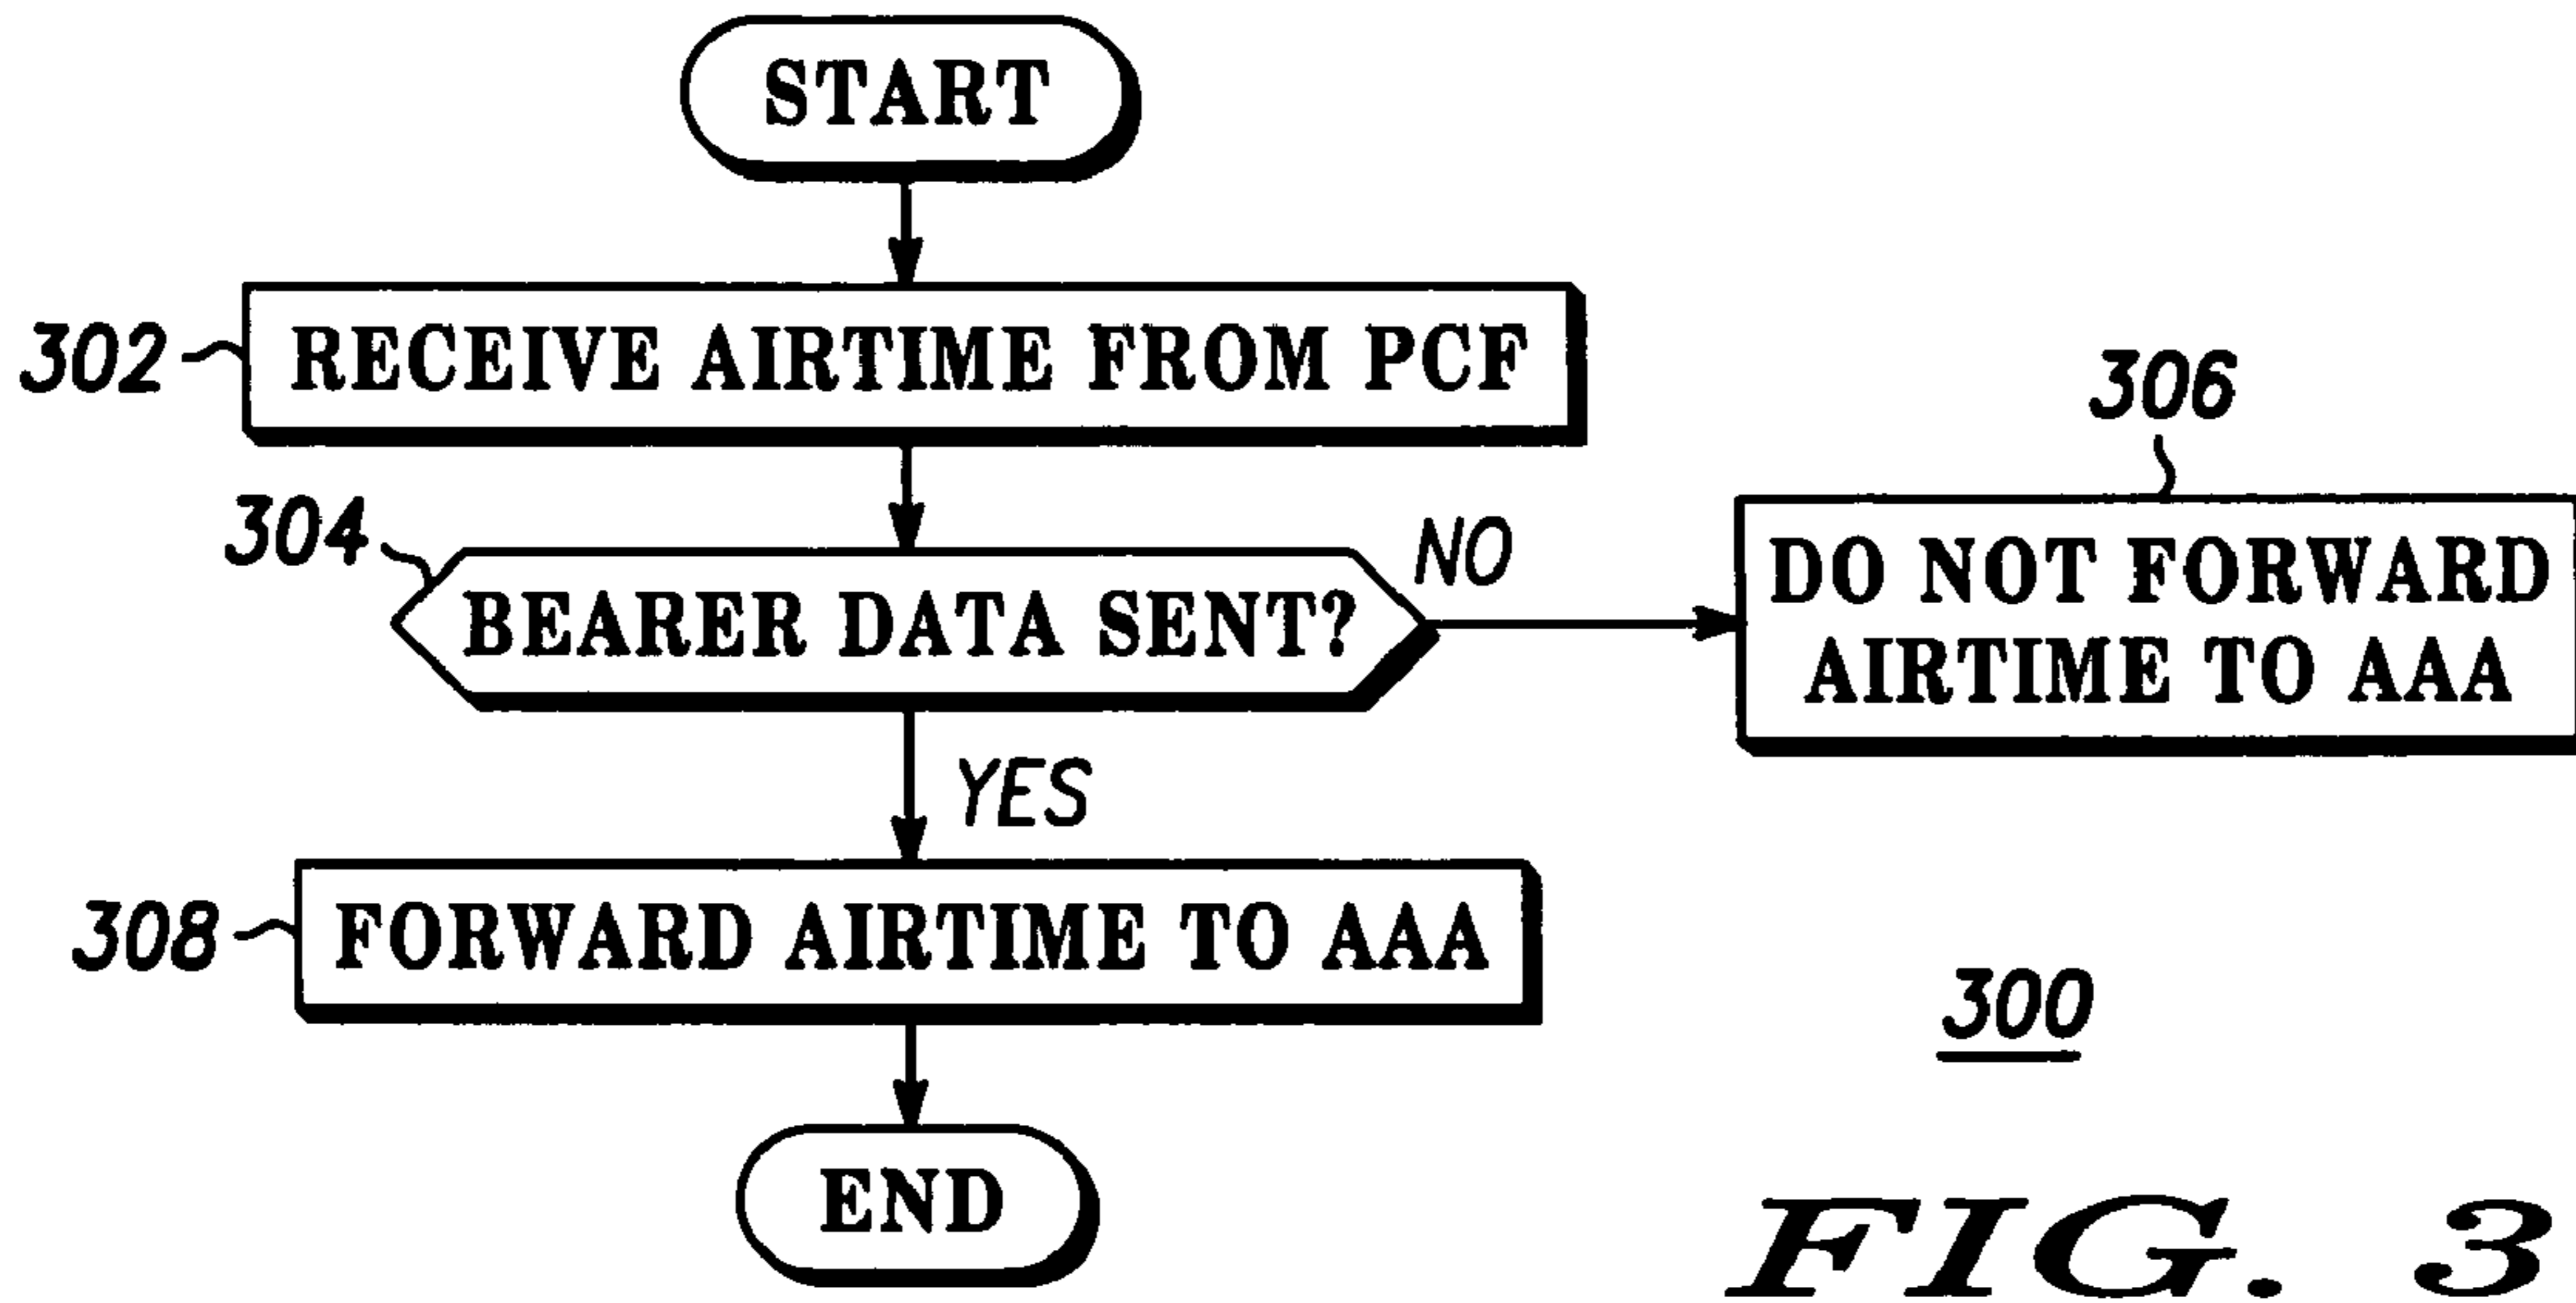 START
302
RECEIVE AIRTIME FROM PCF
304
BEARER DATA SENT?
NO
306
DO NOT FORWARD
AIRTIME TO AAA
YES
308
FORWARD AIRTIME TO AAA
END
300
FIG. 3